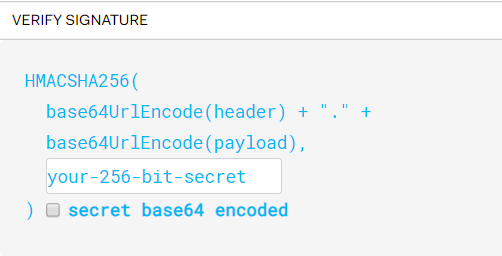 VERIFY SIGNATURE
HMACSHA256(
base64UrlEncode(header) + "." +
base64UrlEncode(payload),
your-256-bit-secret
) secret base64 encoded